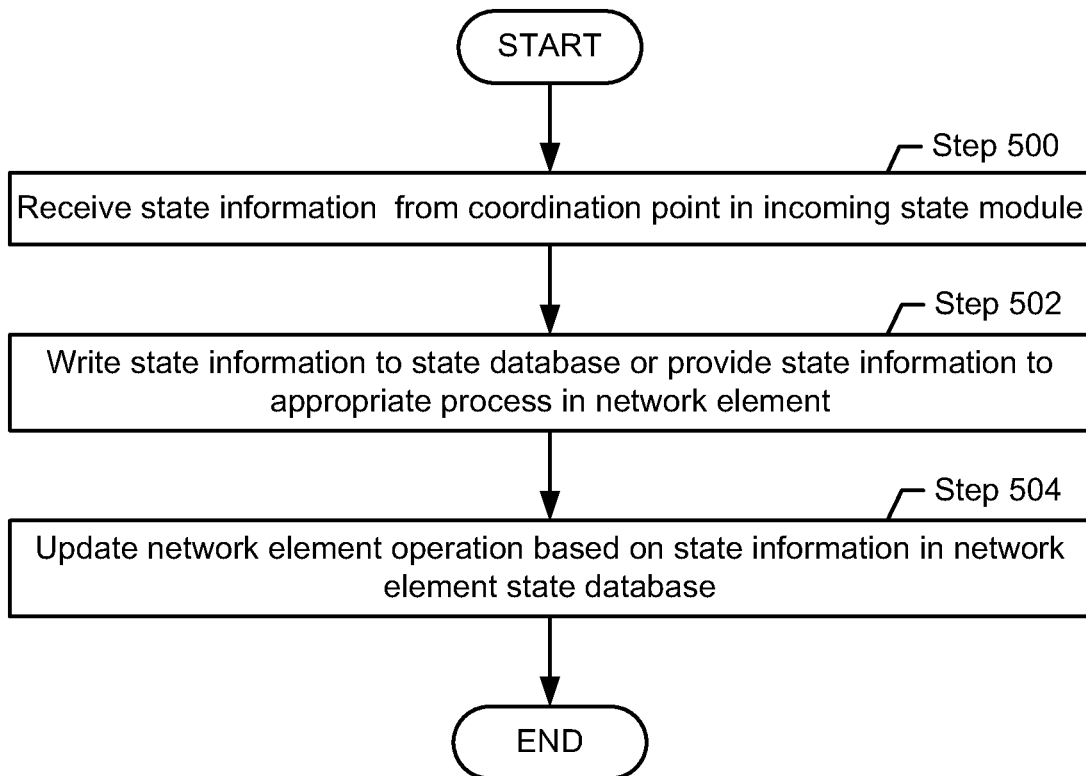 START
Step 500
Receive state information  from coordination point in incoming state module
Step 502
Write state information to state database or provide state information to
appropriate process in network element
Step 504
Update network element operation based on state information in network
element state database
END